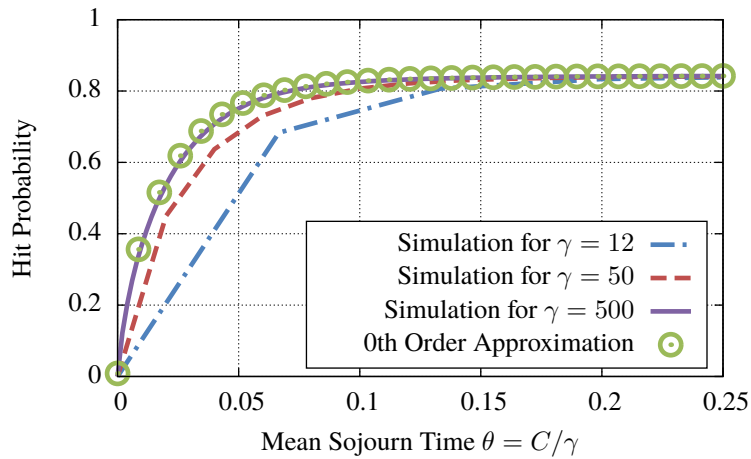 1
0.8
0.6
0.4
0.2
0
Hit Probability
Simulation for γ = 12
Simulation for γ = 50
Simulation for γ = 500
0th Order Approximation
0 0.05 0.1 0.15 0.2 0.25
Mean Sojourn Time θ = C/γ